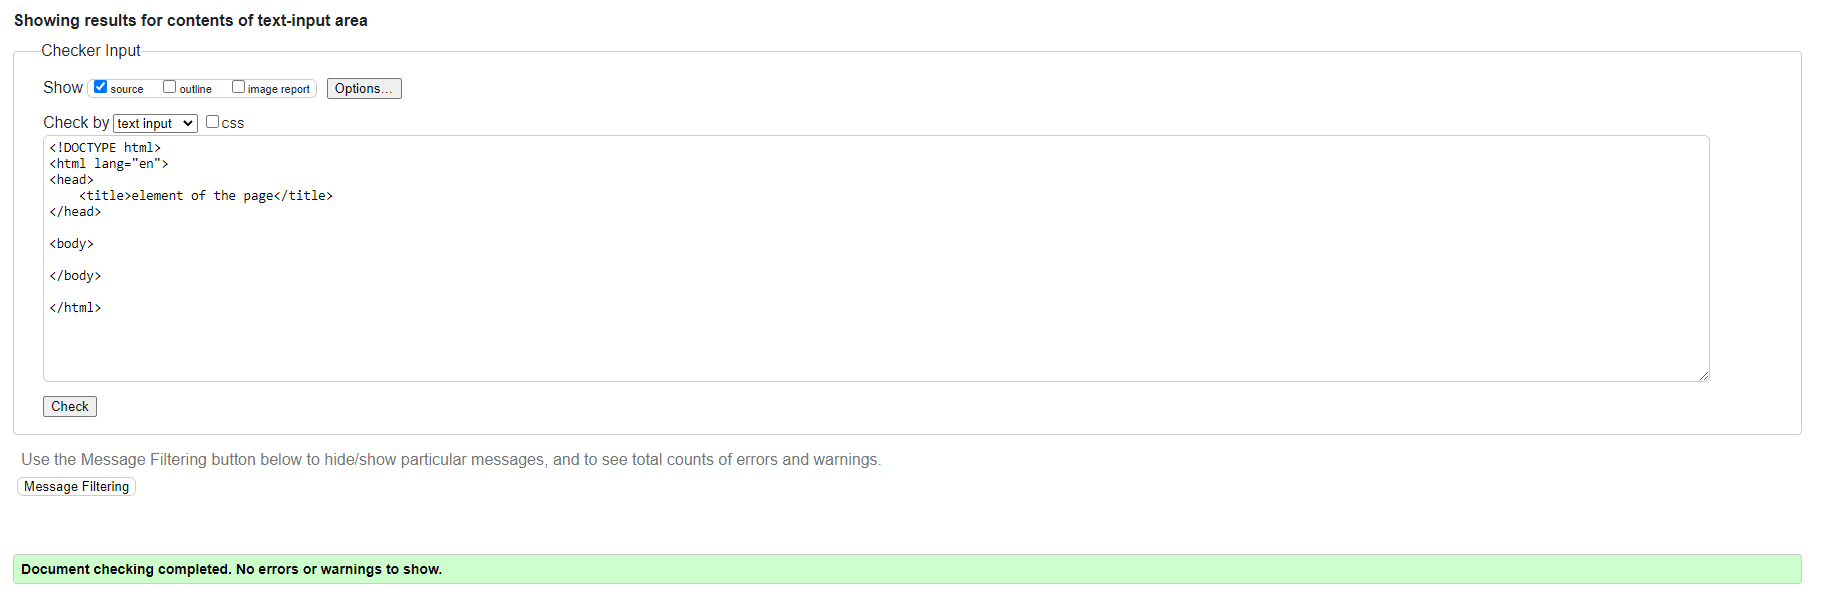 Showing results for contents of text-input area
Checker Input
Show source outline image report Options...
Check by text input css
<!DOCTYPE html>
<html lang="en">
<head>
    <title>element of the page</title>
</head>
<body>
</body>
</html>
Check
Use the Message Filtering button below to hide/show particular messages, and to see total counts of errors and warnings.
Message Filtering
Document checking completed. No errors or warnings to show.